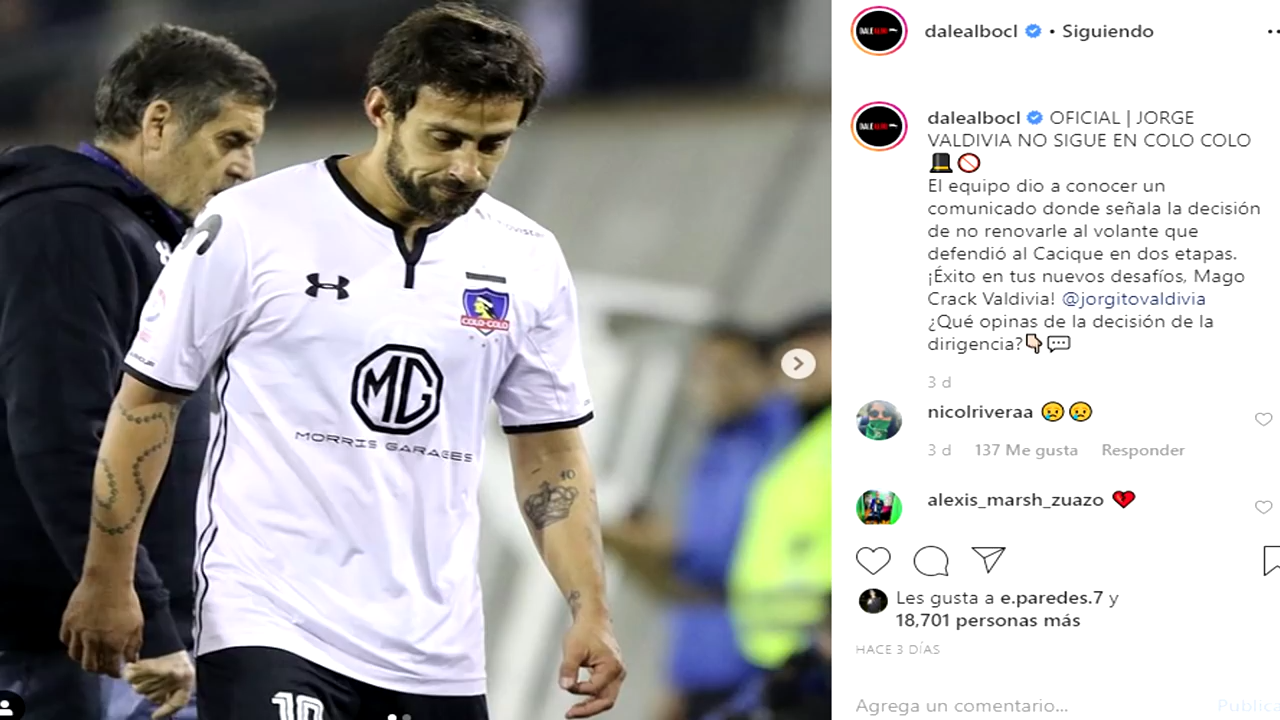 MG
MORRIS GARAGES
COLO-COLO
10
dalealbocl • Siguiendo
dalealbocl OFICIAL | JORGE
VALDIVIA NO SIGUE EN COLO COLO
🎩🚫
El equipo dio a conocer un
comunicado donde señala la decisión
de no renovarle al volante que
defendió al Cacique en dos etapas.
¡Éxito en tus nuevos desafíos, Mago
Crack Valdivia! @jorgitovaldivia
¿Qué opinas de la decisión de la
dirigencia?👇🏻💬
3 d
nicolriveraa 😢😢
3 d 137 Me gusta Responder
alexis_marsh_zuazo 💔
Les gusta a e.paredes.7 y
18,701 personas más
HACE 3 DÍAS
Agrega un comentario...
Publica